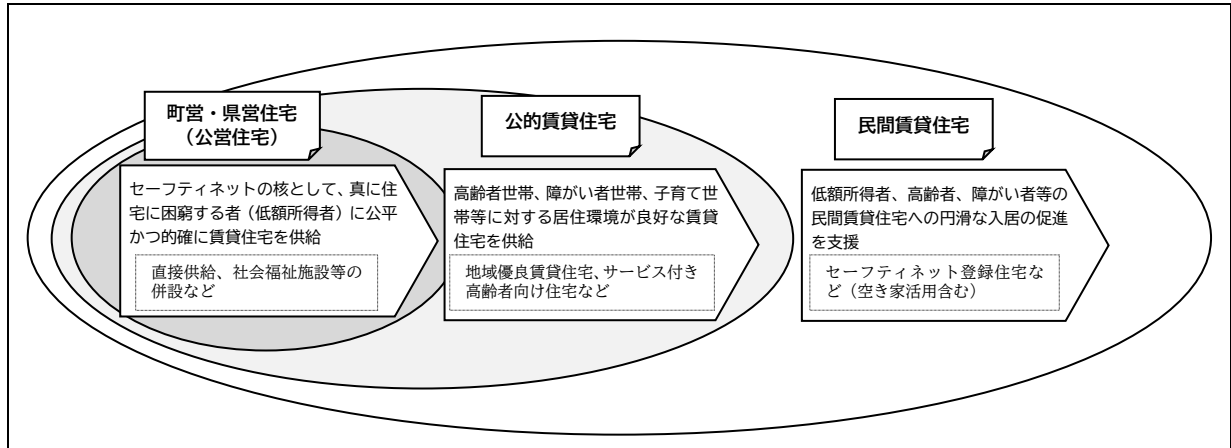 町営・県営住宅
（公営住宅）
セーフティネットの核として、真に住
宅に困窮する者（低額所得者）に公平
かつ的確に賃貸住宅を供給
直接供給、社会福祉施設等の
併設など
公的賃貸住宅
高齢者世帯、障がい者世帯、子育て世
帯等に対する居住環境が良好な賃貸
住宅を供給
地域優良賃貸住宅、サービス付き
高齢者向け住宅など
民間賃貸住宅
低額所得者、高齢者、障がい者等の
民間賃貸住宅への円滑な入居の促進
を支援
セーフティネット登録住宅な
ど（空き家活用含む）